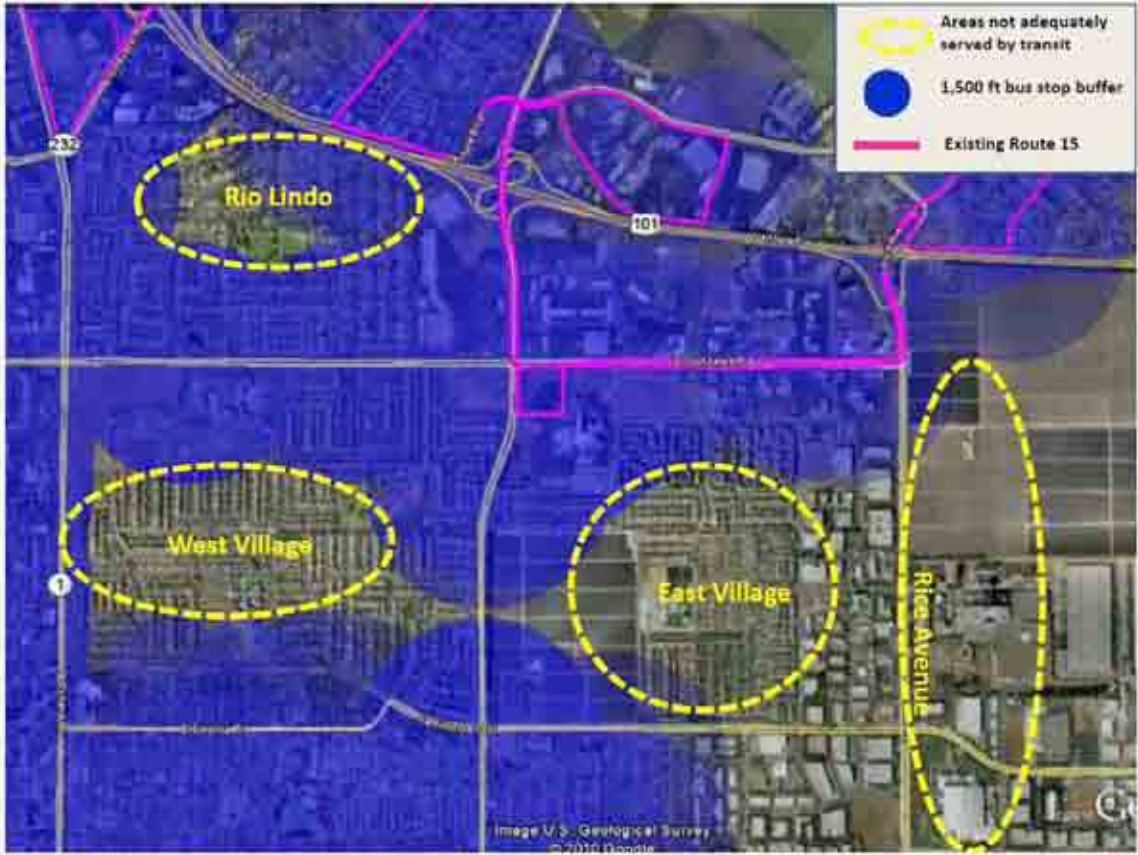 Areas not adequately
served by transit
1,500 ft bus stop buffer
Existing Route 15
232
Rio Lindo
101
West Village
1
East Village
Rice Avenue
Image U.S. Geological Survey
© 2010 Google